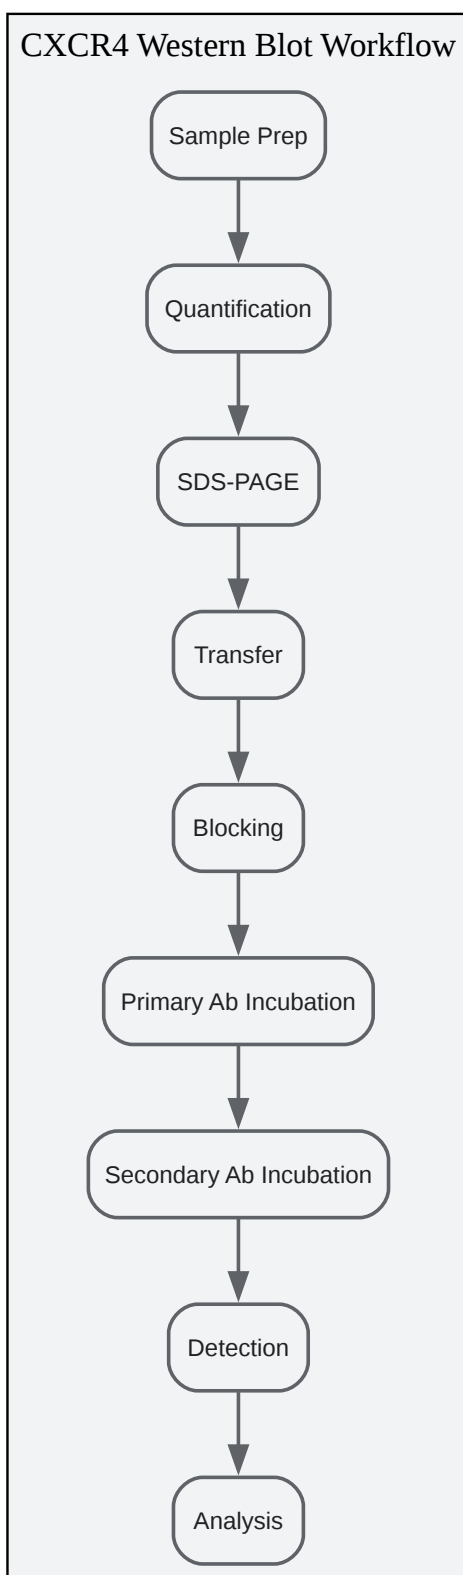 CXCR4 Western Blot Workflow
Sample Prep
Quantification
SDS-PAGE
Transfer
Blocking
Primary Ab Incubation
Secondary Ab Incubation
Detection
Analysis